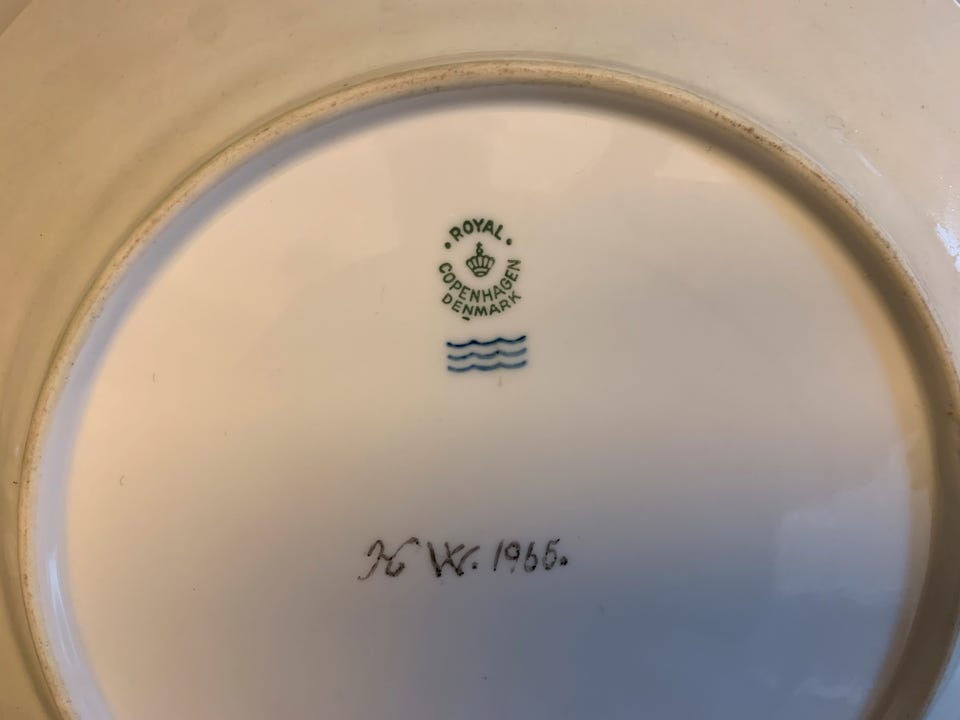 ROYAL
COPENHAGEN
DENMARK
H W. 1965.